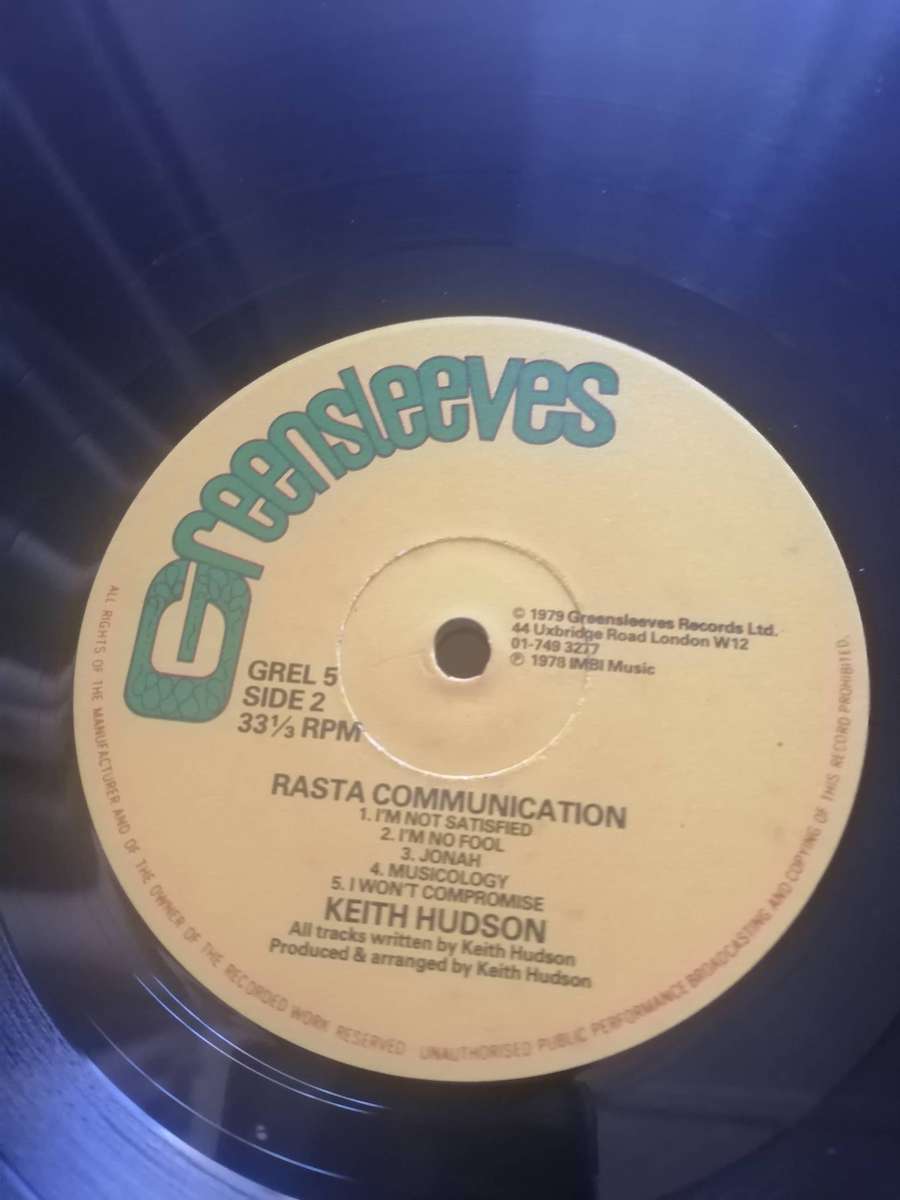 Greensleeves
© 1979 Greensleeves Records Ltd.
44 Uxbridge Road London W12
01-749 3277
℗ 1978 IMBI Music
GREL 5
SIDE 2
33⅓ RPM
RASTA COMMUNICATION
1. I'M NOT SATISFIED
2. I'M NO FOOL
3. JONAH
4. MUSICOLOGY
5. I WON'T COMPROMISE
KEITH HUDSON
All tracks written by Keith Hudson
Produced & arranged by Keith Hudson
ALL RIGHTS OF THE MANUFACTURER AND OF THE OWNER OF THE RECORDED WORK RESERVED UNAUTHORISED PUBLIC PERFORMANCE BROADCASTING AND COPYING OF THIS RECORD PROHIBITED.